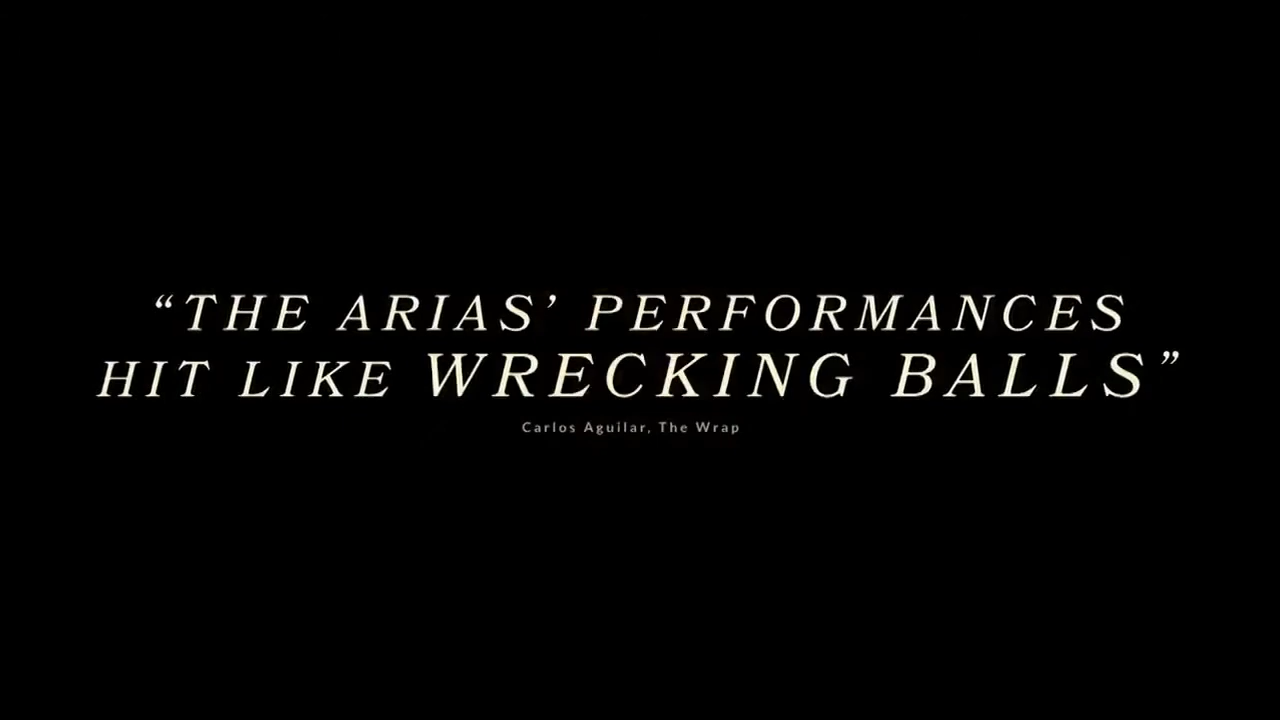 “THE ARIAS’ PERFORMANCES
HIT LIKE WRECKING BALLS”
Carlos Aguilar, The Wrap